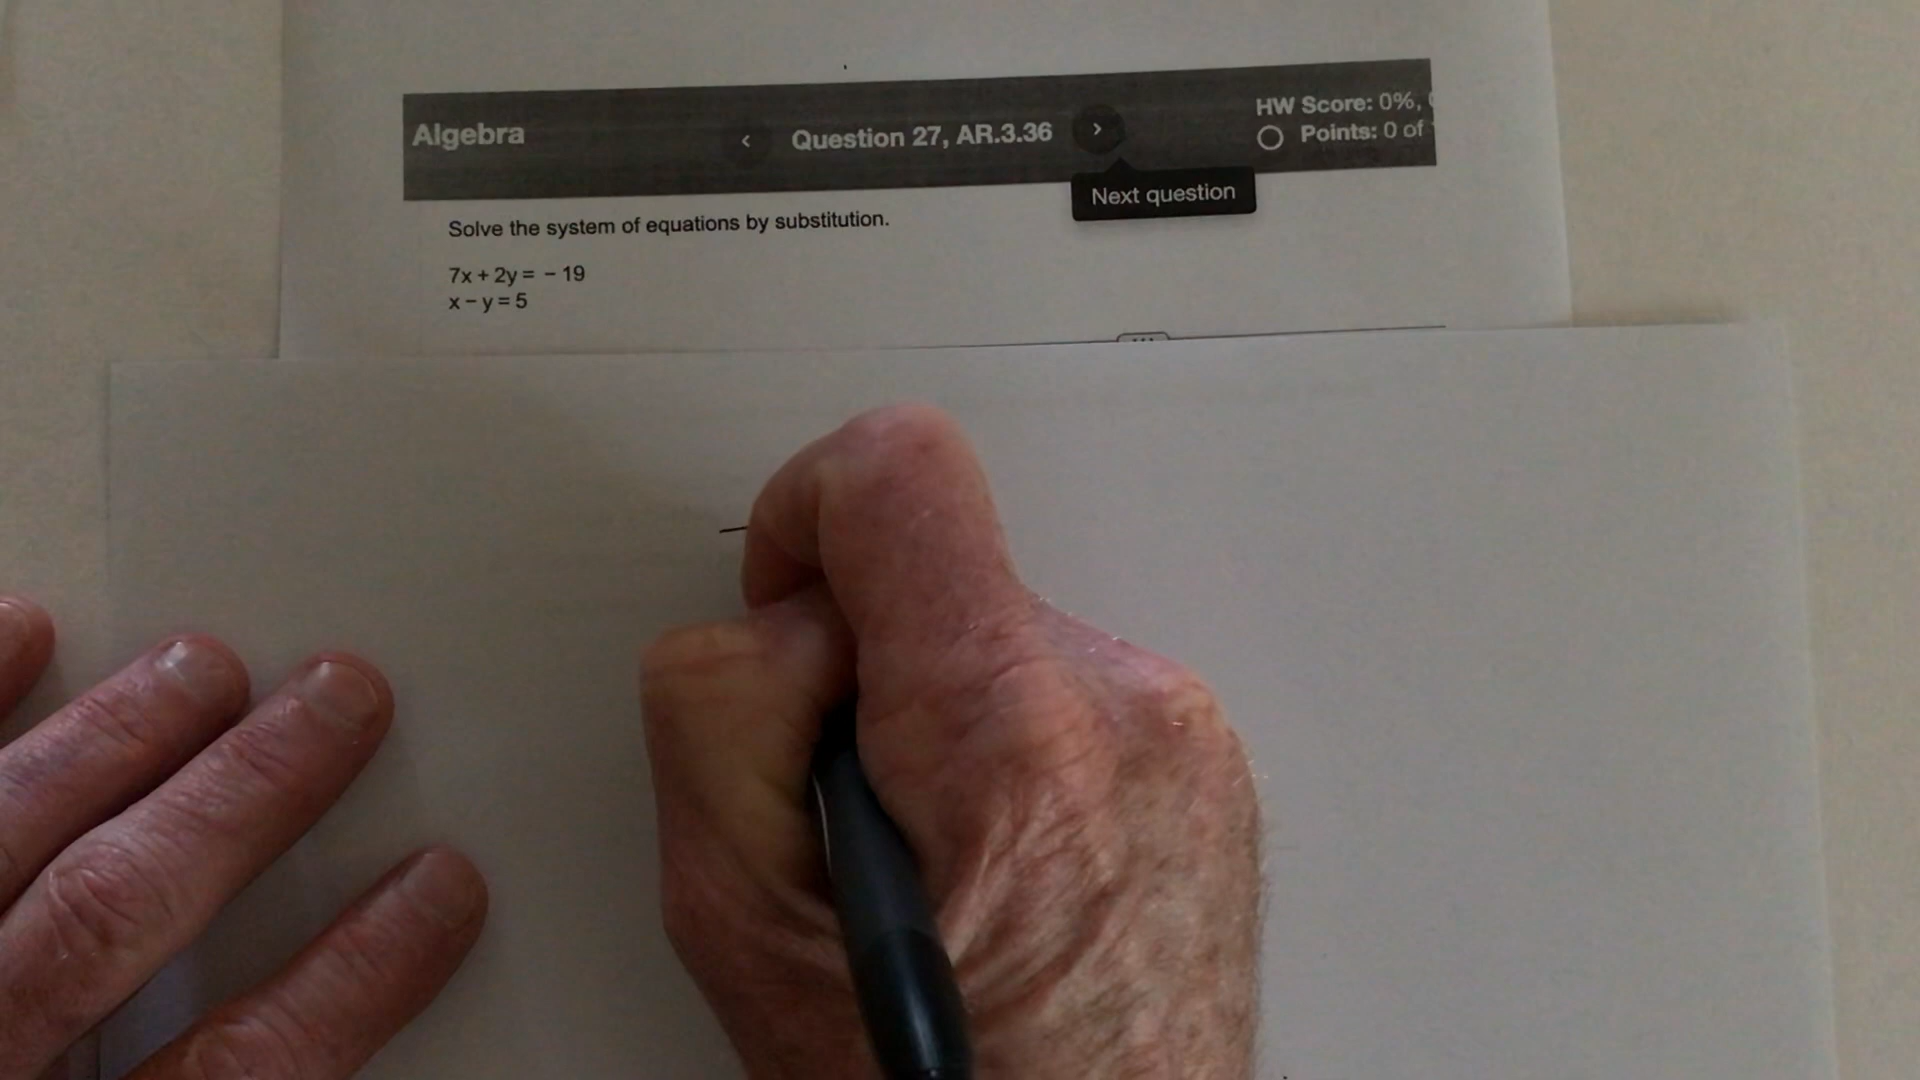 Algebra
<
Question 27, AR.3.36
>
HW Score: 0%,
Points: 0 of
Next question
Solve the system of equations by substitution.
7x + 2y = - 19
x - y = 5